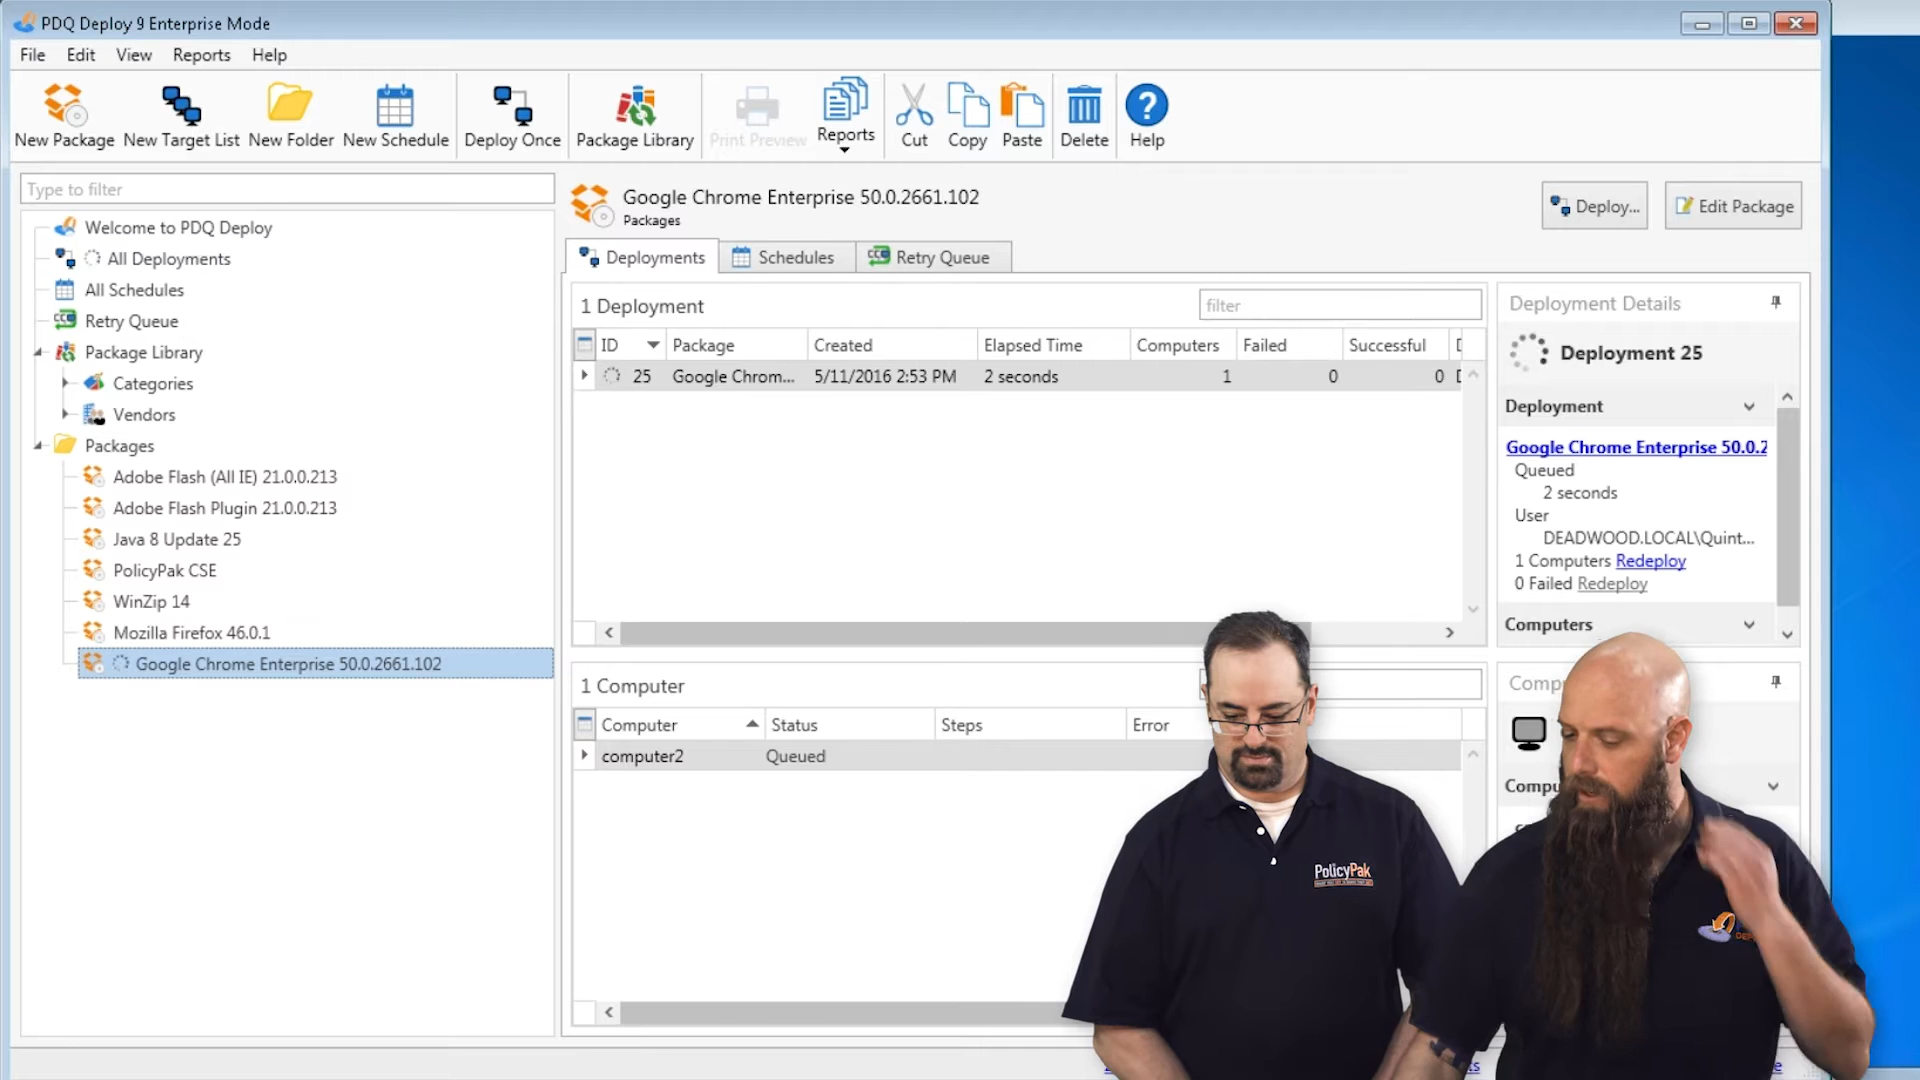 PDQ Deploy 9 Enterprise Mode
File Edit View Reports Help
New Package New Target List New Folder New Schedule Deploy Once Package Library Print Preview Reports Cut Copy Paste Delete Help
Type to filter
Welcome to PDQ Deploy
All Deployments
All Schedules
Retry Queue
Package Library
Categories
Vendors
Packages
Adobe Flash (All IE) 21.0.0.213
Adobe Flash Plugin 21.0.0.213
Java 8 Update 25
PolicyPak CSE
WinZip 14
Mozilla Firefox 46.0.1
Google Chrome Enterprise 50.0.2661.102
Google Chrome Enterprise 50.0.2661.102
Packages
Deploy... Edit Package
Deployments Schedules Retry Queue
1 Deployment filter
ID Package Created Elapsed Time Computers Failed Successful
25 Google Chrom... 5/11/2016 2:53 PM 2 seconds 1 0 0
1 Computer
Computer Status Steps Error
computer2 Queued
Deployment Details
Deployment 25
Deployment
Google Chrome Enterprise 50.0.2
Queued
2 seconds
User
DEADWOOD.LOCAL\Quint...
1 Computers Redeploy
0 Failed Redeploy
Computers
PolicyPak